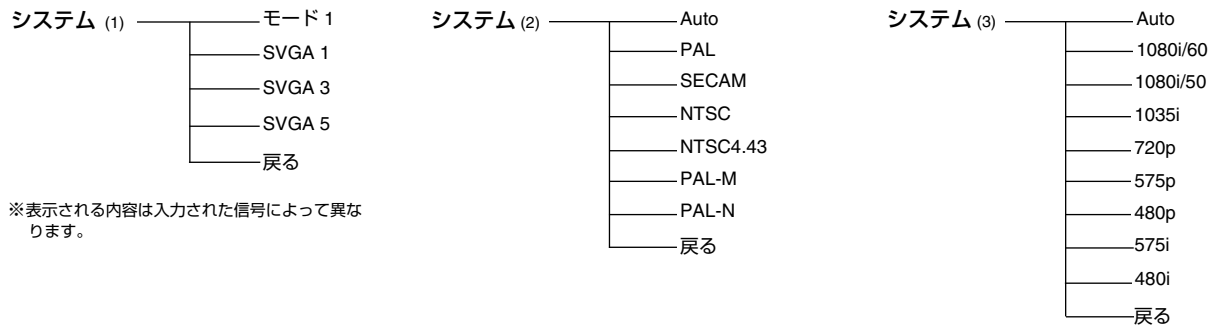 システム (1)
モード 1
SVGA 1
SVGA 3
SVGA 5
戻る
※表示される内容は入力された信号によって異な
ります。
システム (2)
Auto
PAL
SECAM
NTSC
NTSC4.43
PAL-M
PAL-N
戻る
システム (3)
Auto
1080i/60
1080i/50
1035i
720p
575p
480p
575i
480i
戻る